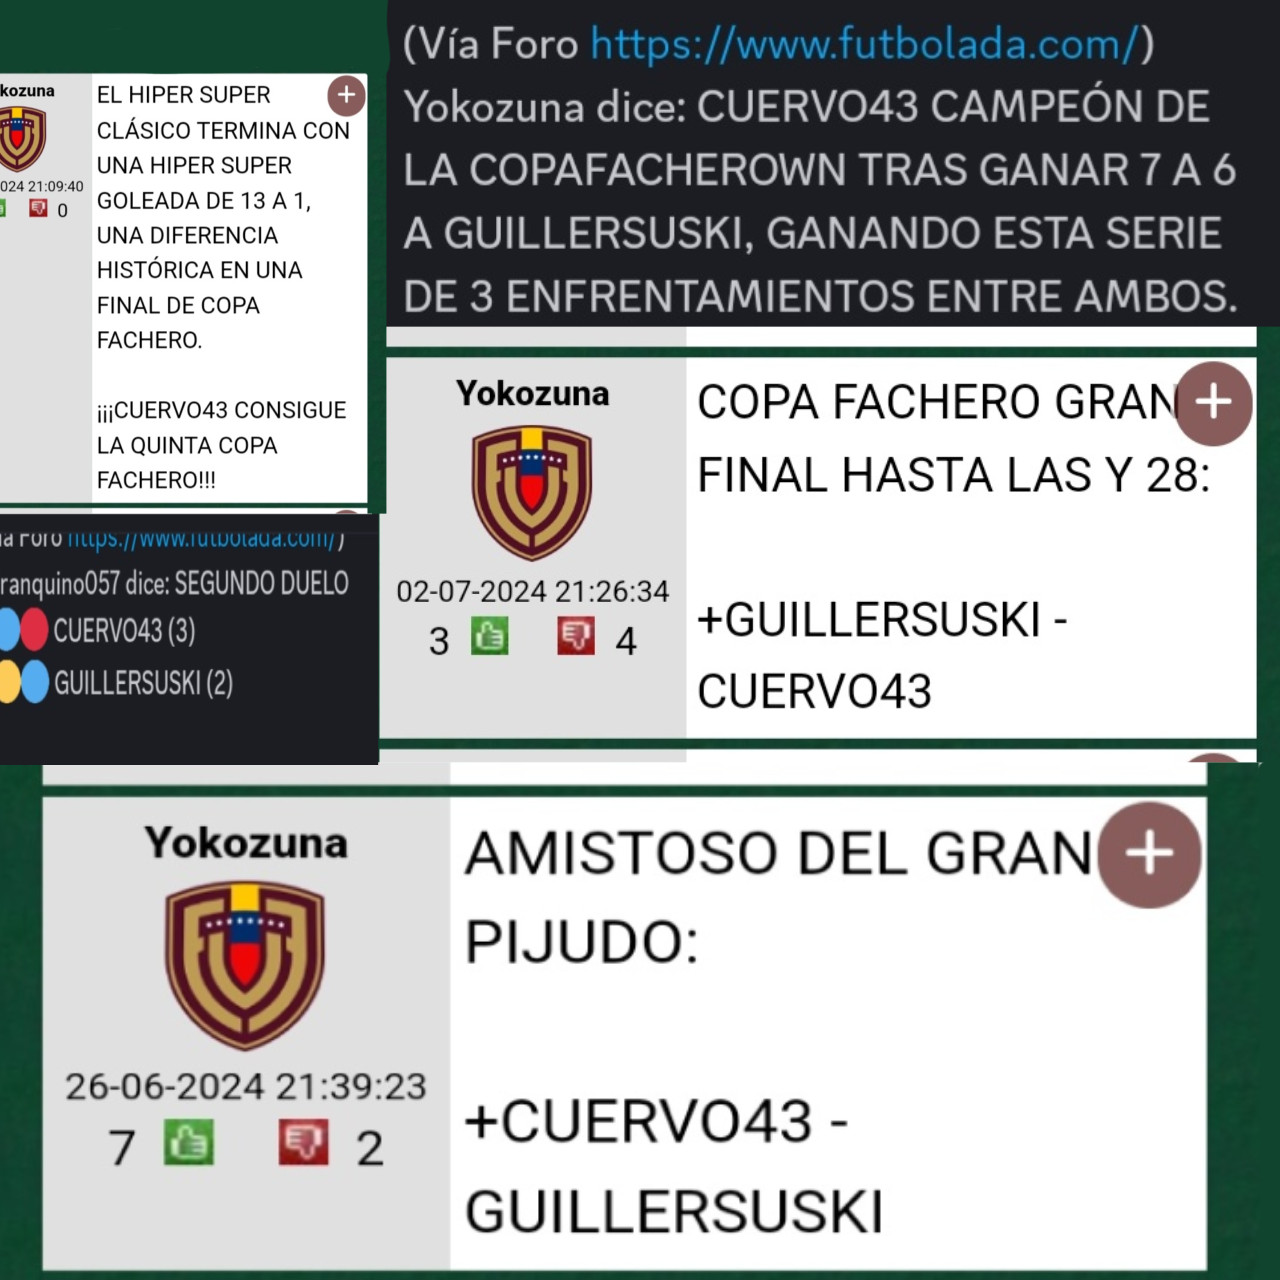 kozuna
024 21:09:40
0
EL HIPER SUPER
CLÁSICO TERMINA CON
UNA HIPER SUPER
GOLEADA DE 13 A 1,
UNA DIFERENCIA
HISTÓRICA EN UNA
FINAL DE COPA
FACHERO.
¡¡¡CUERVO43 CONSIGUE
LA QUINTA COPA
FACHERO!!!
(Vía Foro https://www.futbolada.com/)
Yokozuna dice: CUERVO43 CAMPEÓN DE
LA COPAFACHEROWN TRAS GANAR 7 A 6
A GUILLERSUSKI, GANANDO ESTA SERIE
DE 3 ENFRENTAMIENTOS ENTRE AMBOS.
ía Foro https://www.futbolada.com/)
ranquino057 dice: SEGUNDO DUELO
CUERVO43 (3)
GUILLERSUSKI (2)
Yokozuna
02-07-2024 21:26:34
3 4
COPA FACHERO GRAN
FINAL HASTA LAS Y 28:
+GUILLERSUSKI -
CUERVO43
Yokozuna
26-06-2024 21:39:23
7 2
AMISTOSO DEL GRAN
PIJUDO:
+CUERVO43 -
GUILLERSUSKI